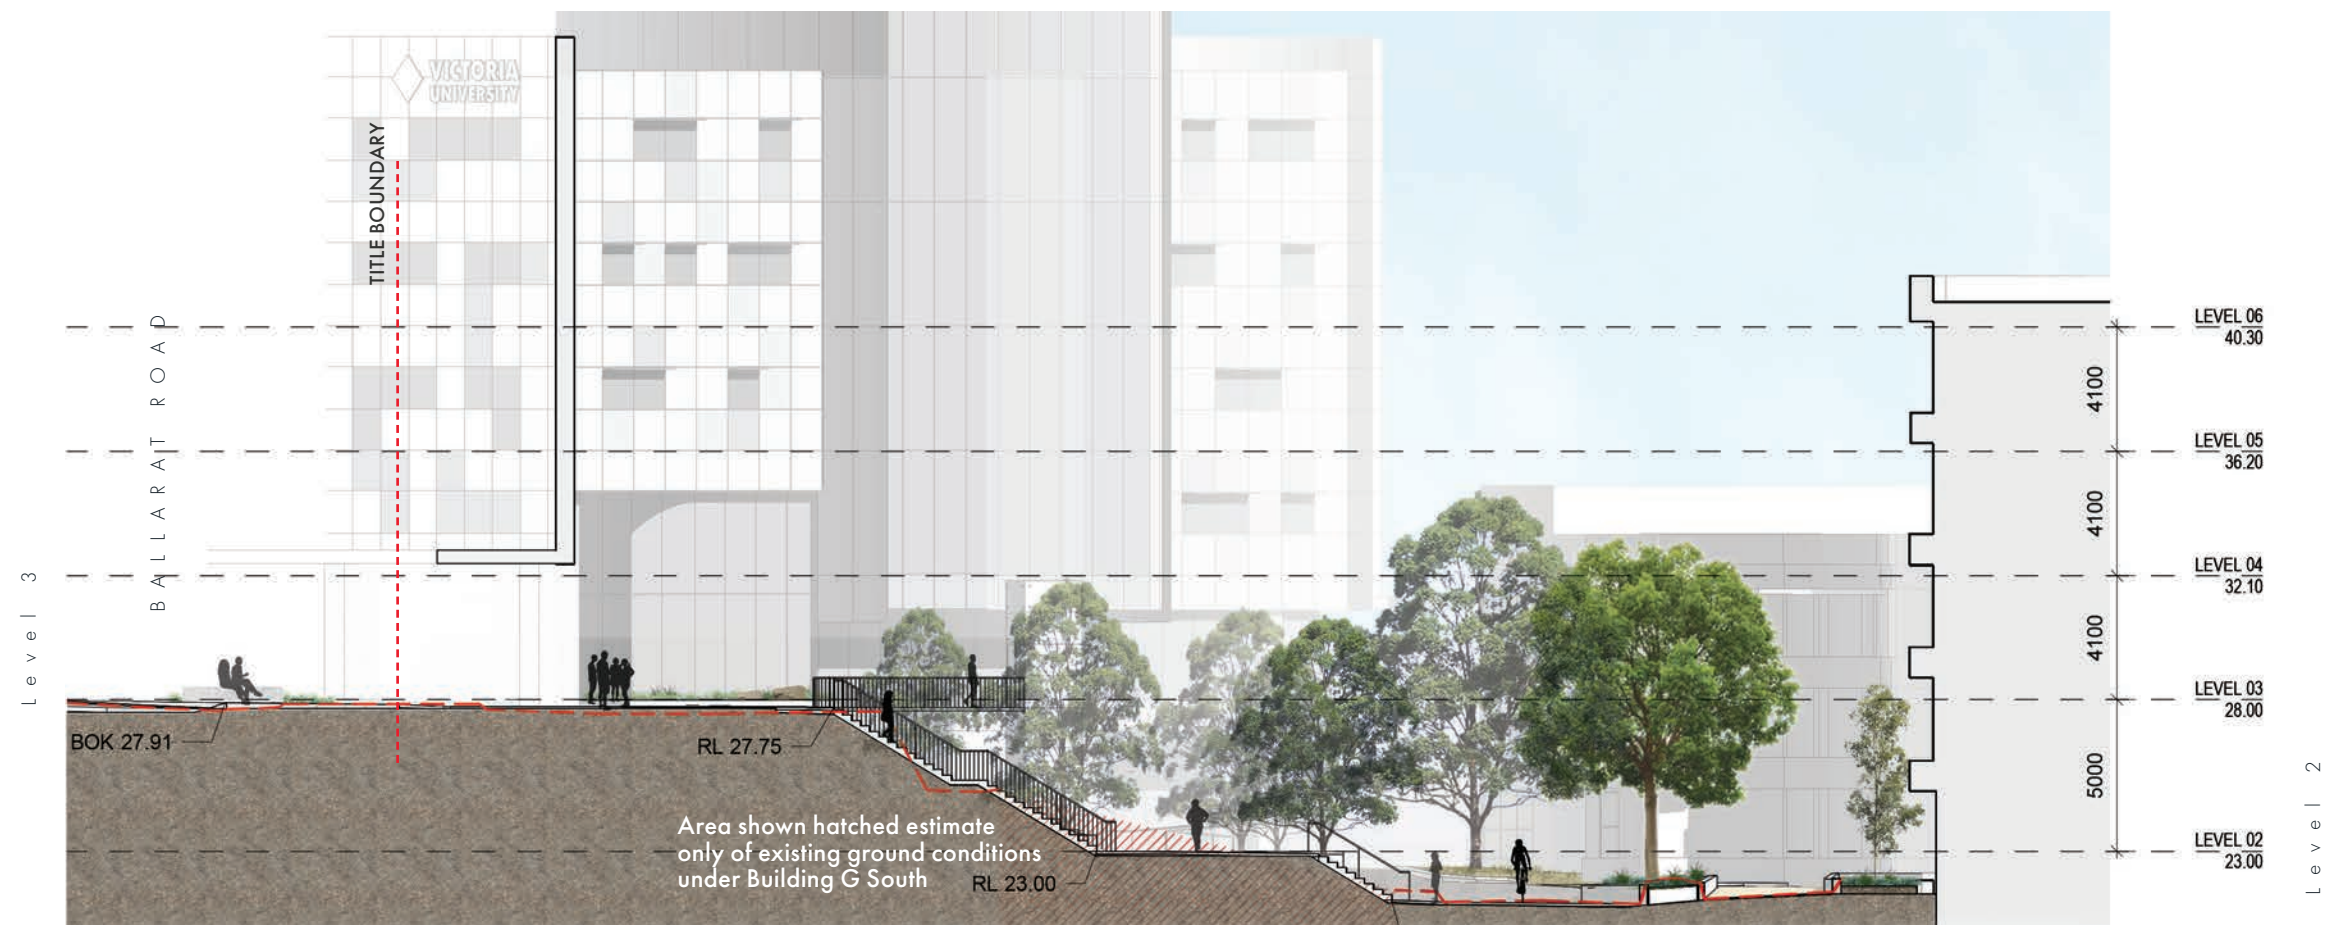 VICTORIA
UNIVERSITY
TITLE BOUNDARY
BALLARAT ROAD
Level 3
LEVEL 06
40.30
4100
LEVEL 05
36.20
4100
LEVEL 04
32.10
4100
LEVEL 03
28.00
5000
LEVEL 02
23.00
Level 2
BOK 27.91
RL 27.75
Area shown hatched estimate
only of existing ground conditions
under Building G South
RL 23.00